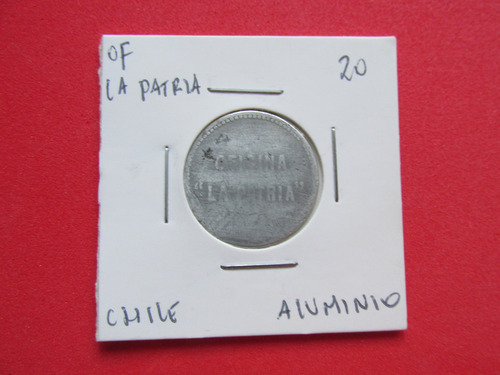 OF 20
LA PATRIA
OFICINA
"LA PATRIA"
CHILE ALUMINIO